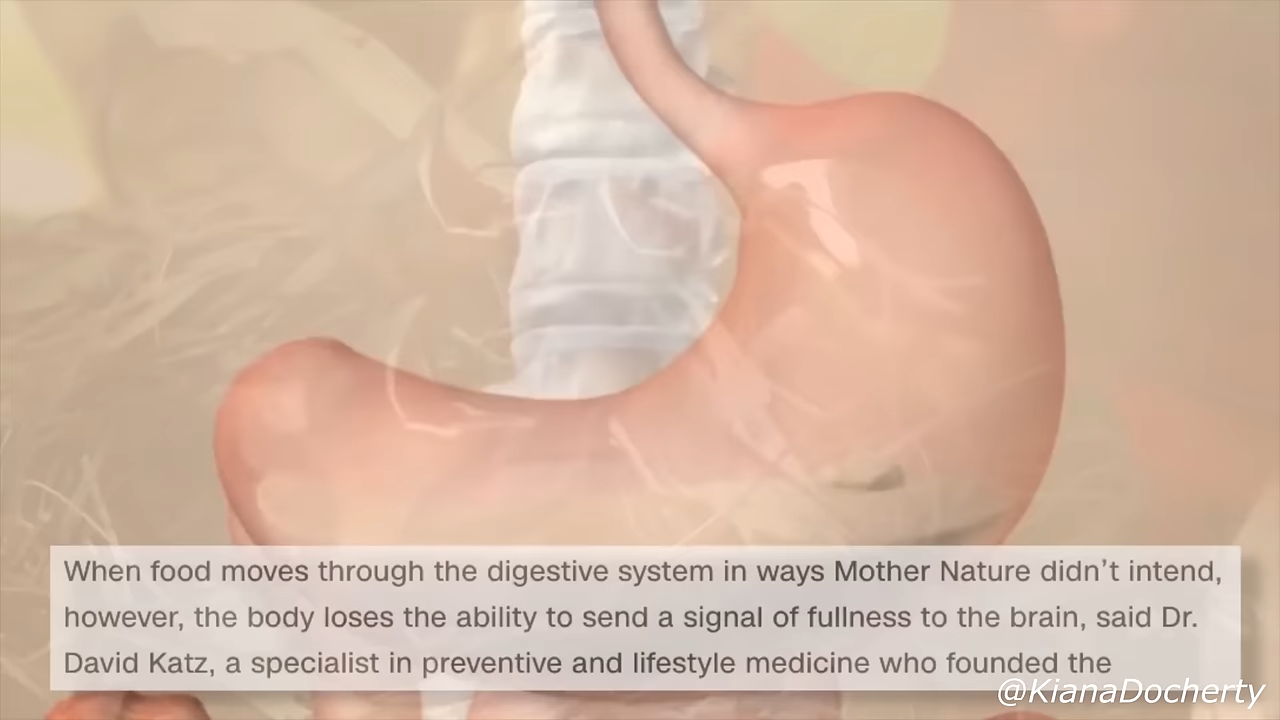 When food moves through the digestive system in ways Mother Nature didn’t intend,
however, the body loses the ability to send a signal of fullness to the brain, said Dr.
David Katz, a specialist in preventive and lifestyle medicine who founded the
@KianaDocherty